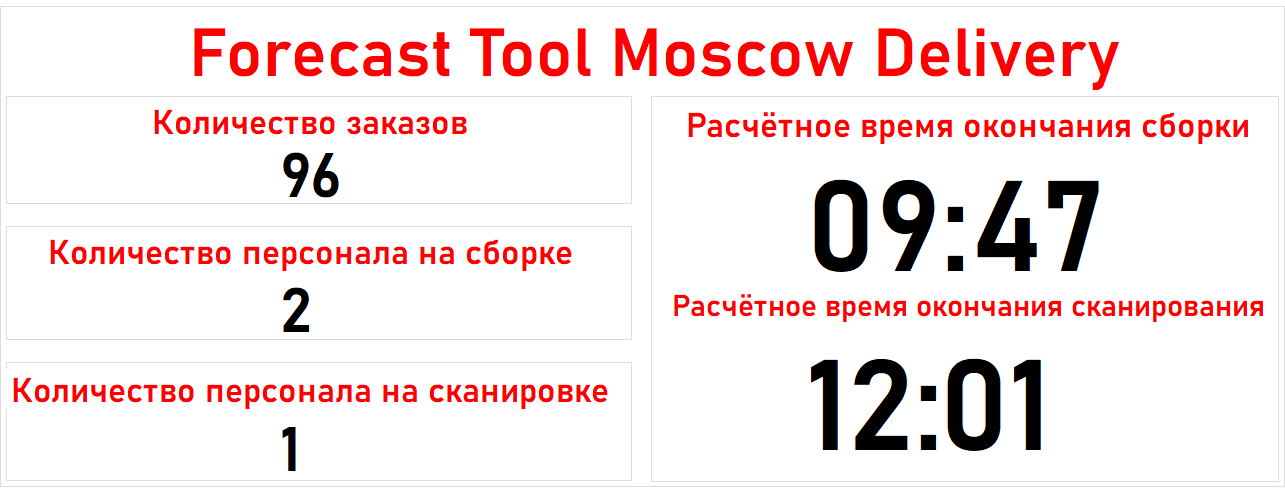 Forecast Tool Moscow Delivery
Количество заказов
96
Количество персонала на сборке
2
Количество персонала на сканировке
1
Расчётное время окончания сборки
09:47
Расчётное время окончания сканирования
12:01